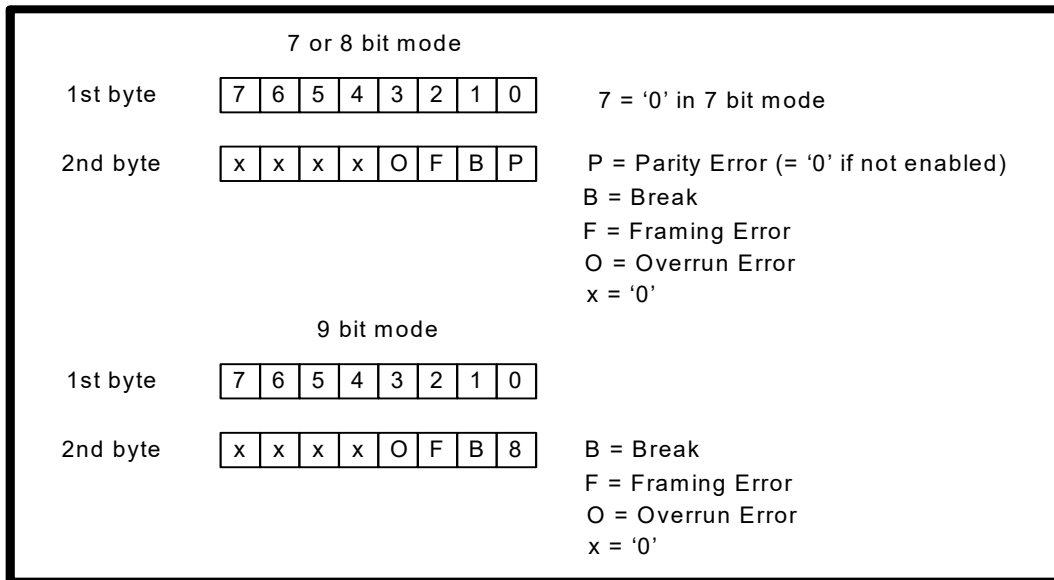 7 or 8 bit mode
1st byte 7 6 5 4 3 2 1 0 7 = ‘0’ in 7 bit mode
2nd byte x x x x O F B P P = Parity Error (= ‘0’ if not enabled)
B = Break
F = Framing Error
O = Overrun Error
x = ‘0’
9 bit mode
1st byte 7 6 5 4 3 2 1 0
2nd byte x x x x O F B 8 B = Break
F = Framing Error
O = Overrun Error
x = ‘0’